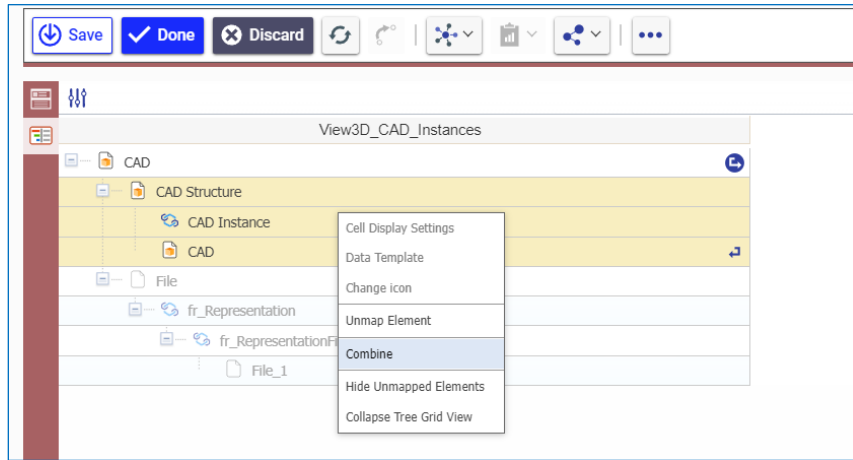 Save Done Discard
View3D_CAD_Instances
CAD
CAD Structure
CAD Instance
CAD
File
fr_Representation
fr_RepresentationFi
File_1
Cell Display Settings
Data Template
Change icon
Unmap Element
Combine
Hide Unmapped Elements
Collapse Tree Grid View